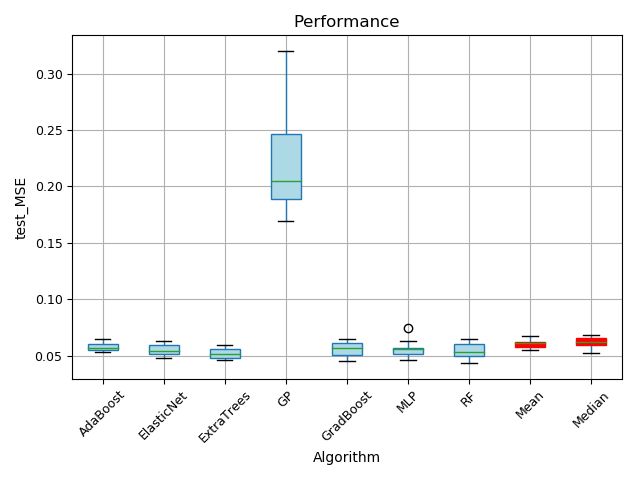 Performance
test_MSE
0.30
0.25
0.20
0.15
0.10
0.05
AdaBoost
ElasticNet
ExtraTrees
GP
GradBoost
MLP
RF
Mean
Median
Algorithm